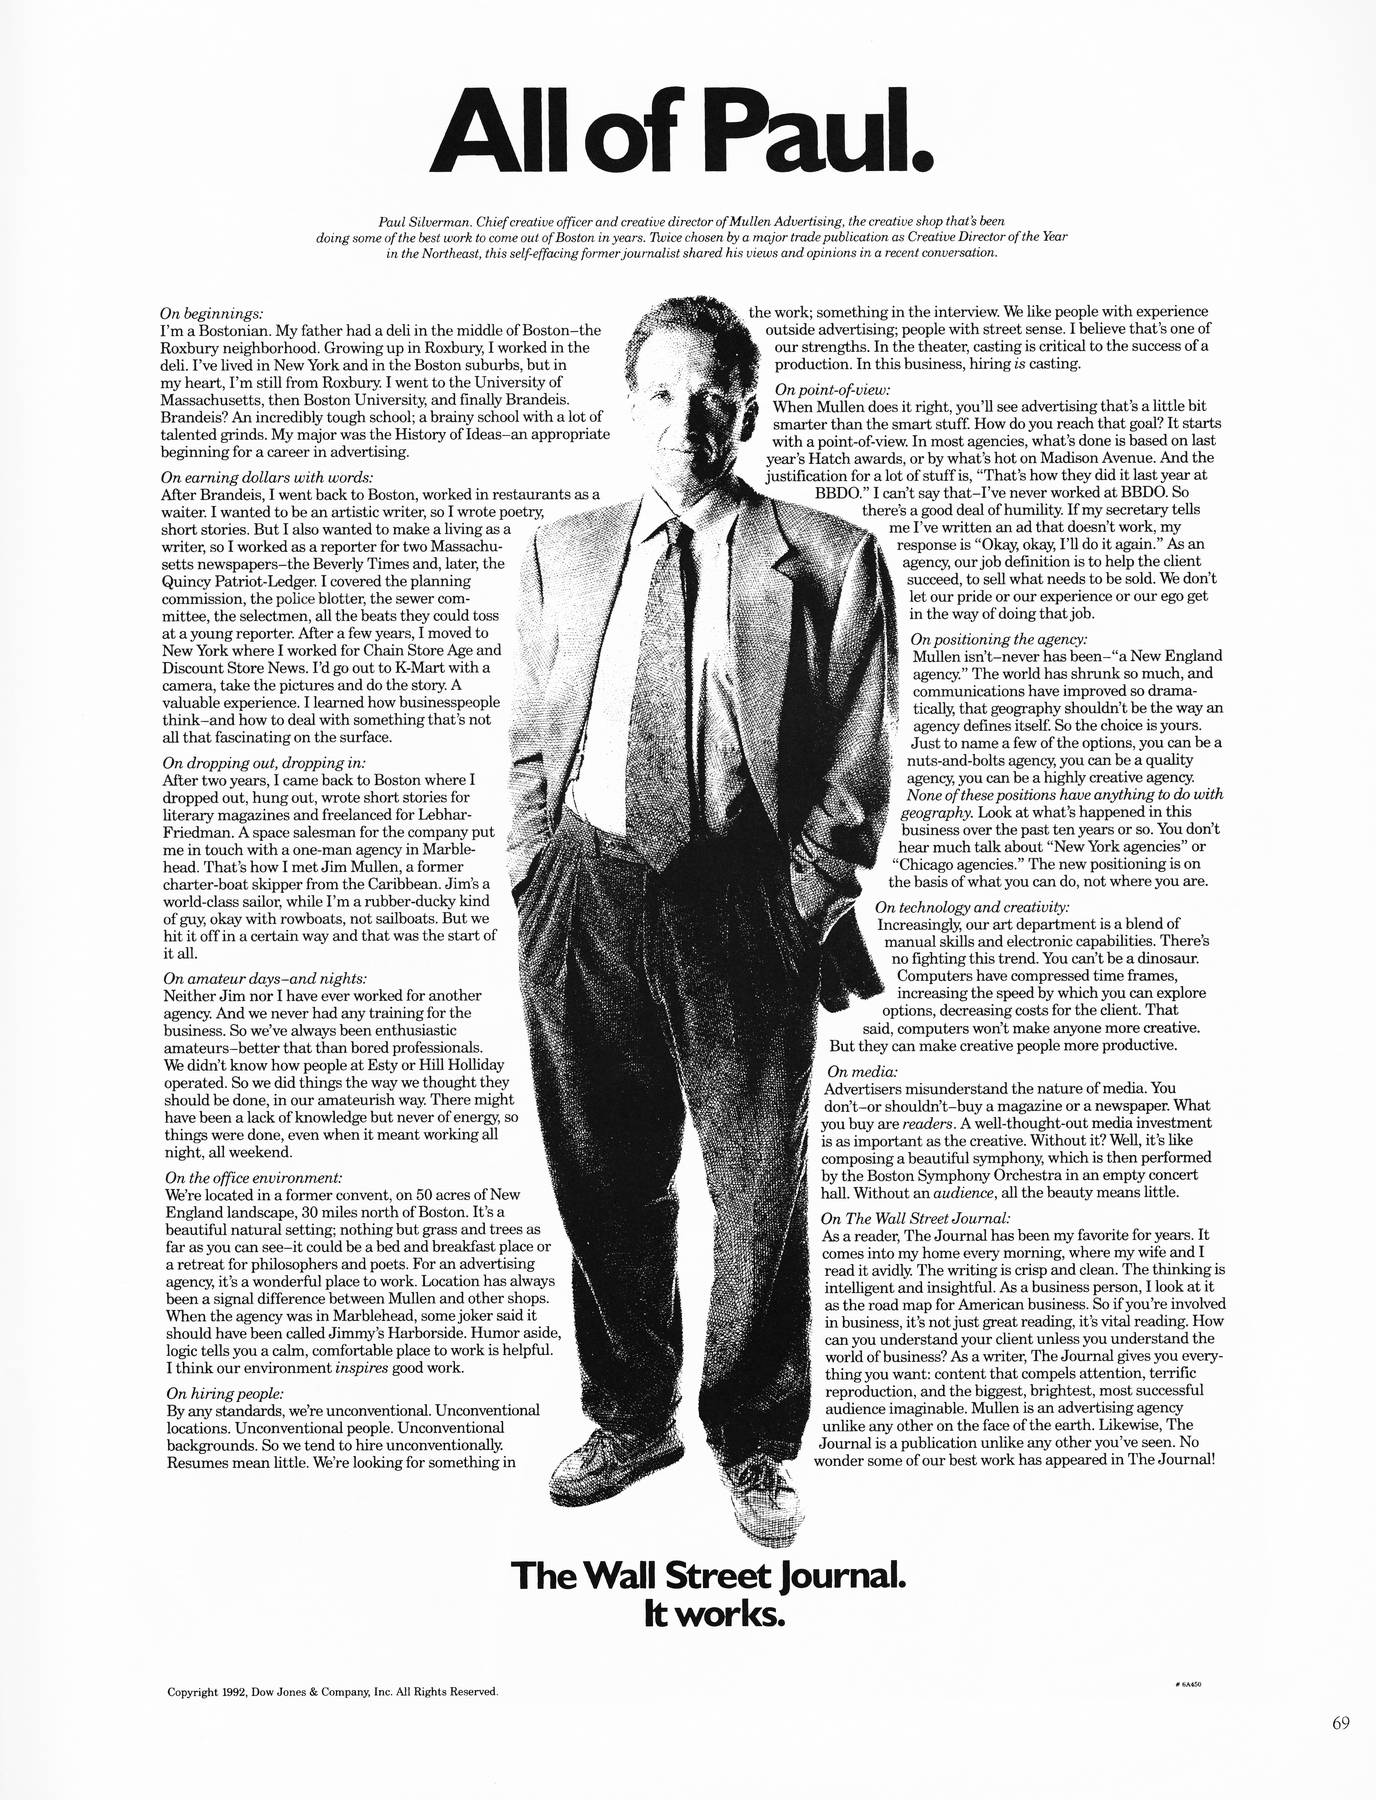 All of Paul.
Paul Silverman. Chief creative officer and creative director of Mullen Advertising, the creative shop that's been
doing some of the best work to come out of Boston in years. Twice chosen by a major trade publication as Creative Director of the Year
in the Northeast, this self-effacing former journalist shared his views and opinions in a recent conversation.
On beginnings:
I'm a Bostonian. My father had a deli in the middle of Boston–the
Roxbury neighborhood. Growing up in Roxbury, I worked in the
deli. I've lived in New York and in the Boston suburbs, but in
my heart, I'm still from Roxbury. I went to the University of
Massachusetts, then Boston University, and finally Brandeis.
Brandeis? An incredibly tough school; a brainy school with a lot of
talented grinds. My major was the History of Ideas–an appropriate
beginning for a career in advertising.
On earning dollars with words:
After Brandeis, I went back to Boston, worked in restaurants as a
waiter. I wanted to be an artistic writer, so I wrote poetry,
short stories. But I also wanted to make a living as a
writer, so I worked as a reporter for two Massachu-
setts newspapers–the Beverly Times and, later, the
Quincy Patriot-Ledger. I covered the planning
commission, the police blotter, the sewer com-
mittee, the selectmen, all the beats they could toss
at a young reporter. After a few years, I moved to
New York where I worked for Chain Store Age and
Discount Store News. I'd go out to K-Mart with a
camera, take the pictures and do the story. A
valuable experience. I learned how businesspeople
think–and how to deal with something that's not
all that fascinating on the surface.
On dropping out, dropping in:
After two years, I came back to Boston where I
dropped out, hung out, wrote short stories for
literary magazines and freelanced for Lebhar-
Friedman. A space salesman for the company put
me in touch with a one-man agency in Marble-
head. That's how I met Jim Mullen, a former
charter-boat skipper from the Caribbean. Jim's a
world-class sailor, while I'm a rubber-ducky kind
of guy, okay with rowboats, not sailboats. But we
hit it off in a certain way and that was the start of
it all.
On amateur days–and nights:
Neither Jim nor I have ever worked for another
agency. And we never had any training for the
business. So we've always been enthusiastic
amateurs–better that than bored professionals.
We didn't know how people at Esty or Hill Holliday
operated. So we did things the way we thought they
should be done, in our amateurish way. There might
have been a lack of knowledge but never of energy, so
things were done, even when it meant working all
night, all weekend.
On the office environment:
We're located in a former convent, on 50 acres of New
England landscape, 30 miles north of Boston. It's a
beautiful natural setting; nothing but grass and trees as
far as you can see–it could be a bed and breakfast place or
a retreat for philosophers and poets. For an advertising
agency, it's a wonderful place to work. Location has always
been a signal difference between Mullen and other shops.
When the agency was in Marblehead, some joker said it
should have been called Jimmy's Harborside. Humor aside,
logic tells you a calm, comfortable place to work is helpful.
I think our environment inspires good work.
On hiring people:
By any standards, we're unconventional. Unconventional
locations. Unconventional people. Unconventional
backgrounds. So we tend to hire unconventionally.
Resumes mean little. We're looking for something in
the work; something in the interview. We like people with experience
outside advertising; people with street sense. I believe that's one of
our strengths. In the theater, casting is critical to the success of a
production. In this business, hiring is casting.
On point-of-view:
When Mullen does it right, you'll see advertising that's a little bit
smarter than the smart stuff. How do you reach that goal? It starts
with a point-of-view. In most agencies, what's done is based on last
year's Hatch awards, or by what's hot on Madison Avenue. And the
justification for a lot of stuff is, “That's how they did it last year at
BBDO.” I can't say that–I've never worked at BBDO. So
there's a good deal of humility. If my secretary tells
me I've written an ad that doesn't work, my
response is “Okay, okay, I'll do it again.” As an
agency, our job definition is to help the client
succeed, to sell what needs to be sold. We don't
let our pride or our experience or our ego get
in the way of doing that job.
On positioning the agency:
Mullen isn't–never has been–“a New England
agency.” The world has shrunk so much, and
communications have improved so drama-
tically, that geography shouldn't be the way an
agency defines itself. So the choice is yours.
Just to name a few of the options, you can be a
nuts-and-bolts agency, you can be a quality
agency, you can be a highly creative agency.
None of these positions have anything to do with
geography. Look at what's happened in this
business over the past ten years or so. You don't
hear much talk about “New York agencies” or
“Chicago agencies.” The new positioning is on
the basis of what you can do, not where you are.
On technology and creativity:
Increasingly, our art department is a blend of
manual skills and electronic capabilities. There's
no fighting this trend. You can't be a dinosaur.
Computers have compressed time frames,
increasing the speed by which you can explore
options, decreasing costs for the client. That
said, computers won't make anyone more creative.
But they can make creative people more productive.
On media:
Advertisers misunderstand the nature of media. You
don't–or shouldn't–buy a magazine or a newspaper. What
you buy are readers. A well-thought-out media investment
is as important as the creative. Without it? Well, it's like
composing a beautiful symphony, which is then performed
by the Boston Symphony Orchestra in an empty concert
hall. Without an audience, all the beauty means little.
On The Wall Street Journal:
As a reader, The Journal has been my favorite for years. It
comes into my home every morning, where my wife and I
read it avidly. The writing is crisp and clean. The thinking is
intelligent and insightful. As a business person, I look at it
as the road map for American business. So if you're involved
in business, it's not just great reading, it's vital reading. How
can you understand your client unless you understand the
world of business? As a writer, The Journal gives you every-
thing you want: content that compels attention, terrific
reproduction, and the biggest, brightest, most successful
audience imaginable. Mullen is an advertising agency
unlike any other on the face of the earth. Likewise, The
Journal is a publication unlike any other you've seen. No
wonder some of our best work has appeared in The Journal!
The Wall Street Journal.
It works.
Copyright 1992, Dow Jones & Company, Inc. All Rights Reserved.
# 6A450
69